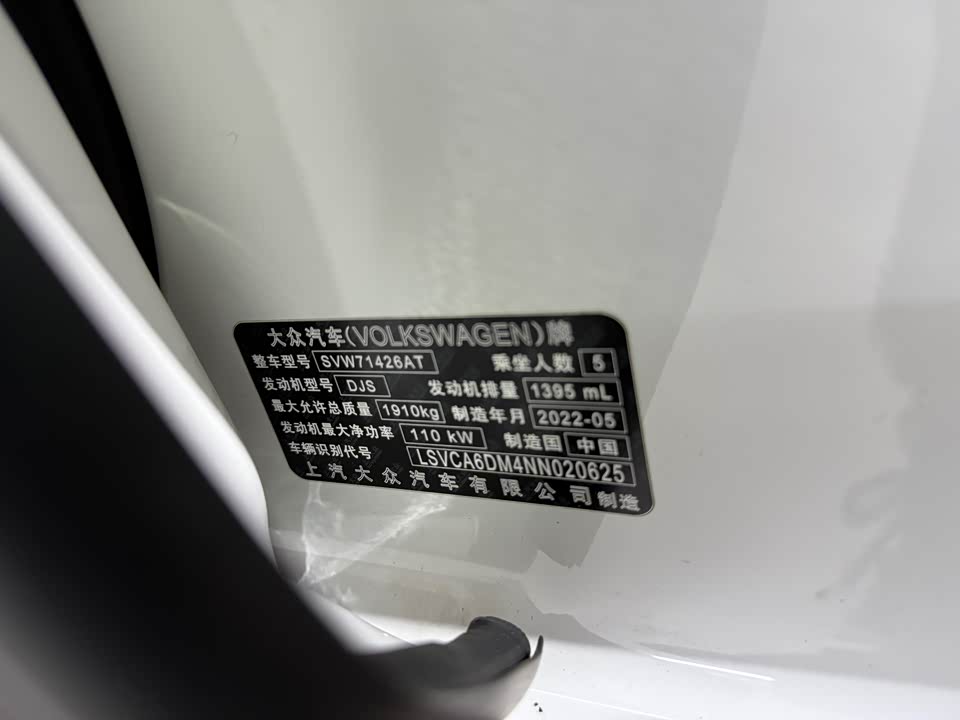 大众汽车(VOLKSWAGEN)牌
整车型号 SVW71426AT 乘坐人数 5
发动机型号 DJS 发动机排量 1395 mL
最大允许总质量 1910kg 制造年月 2022-05
发动机最大净功率 110 kW 制造国 中国
车辆识别代号 LSVCA6DM4NN020625
上汽大众汽车有限公司制造